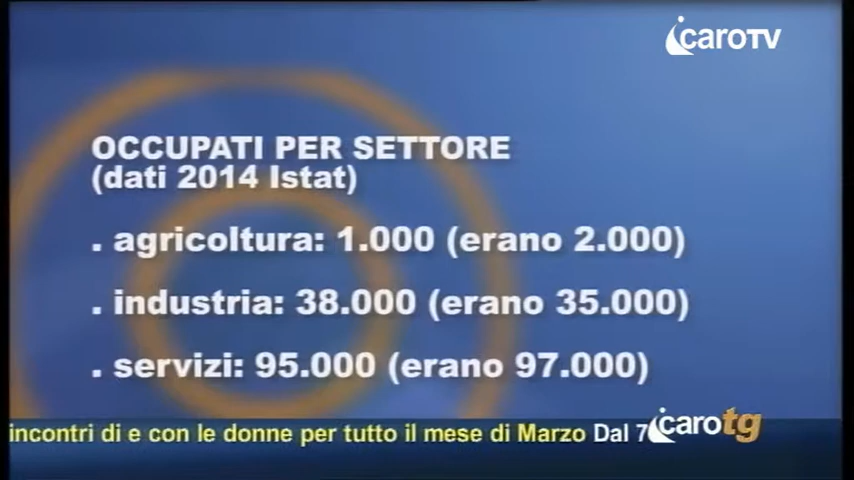 icaroTV
OCCUPATI PER SETTORE
(dati 2014 Istat)
. agricoltura: 1.000 (erano 2.000)
. industria: 38.000 (erano 35.000)
. servizi: 95.000 (erano 97.000)
incontri di e con le donne per tutto il mese di Marzo Dal 7
icarotg